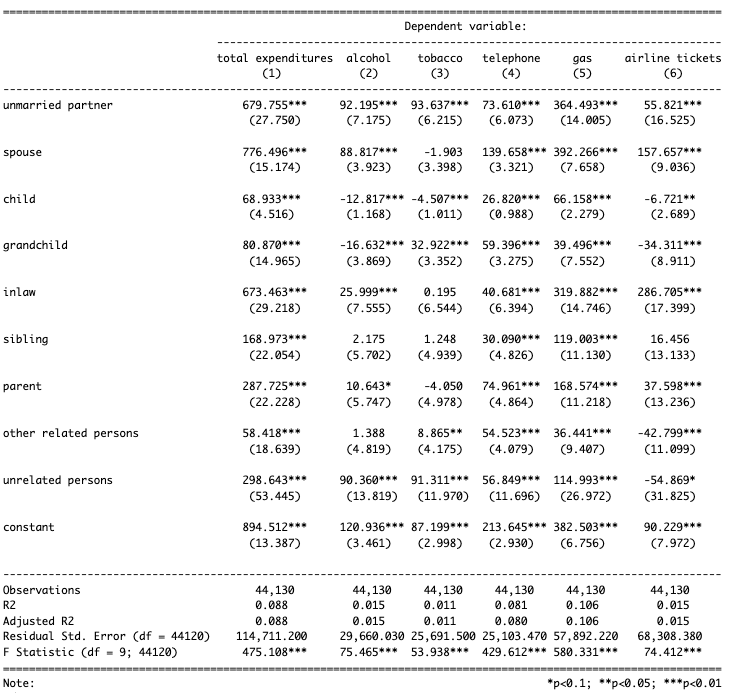 Dependent variable:
total expenditures alcohol tobacco telephone gas airline tickets
(1) (2) (3) (4) (5) (6)
unmarried partner 679.755*** 92.195*** 93.637*** 73.610*** 364.493*** 55.821***
(27.750) (7.175) (6.215) (6.073) (14.005) (16.525)
spouse 776.496*** 88.817*** -1.903 139.658*** 392.266*** 157.657***
(15.174) (3.923) (3.398) (3.321) (7.658) (9.036)
child 68.933*** -12.817*** -4.507*** 26.820*** 66.158*** -6.721**
(4.516) (1.168) (1.011) (0.988) (2.279) (2.689)
grandchild 80.870*** -16.632*** 32.922*** 59.396*** 39.496*** -34.311***
(14.965) (3.869) (3.352) (3.275) (7.552) (8.911)
inlaw 673.463*** 25.999*** 0.195 40.681*** 319.882*** 286.705***
(29.218) (7.555) (6.544) (6.394) (14.746) (17.399)
sibling 168.973*** 2.175 1.248 30.090*** 119.003*** 16.456
(22.054) (5.702) (4.939) (4.826) (11.130) (13.133)
parent 287.725*** 10.643* -4.050 74.961*** 168.574*** 37.598***
(22.228) (5.747) (4.978) (4.864) (11.218) (13.236)
other related persons 58.418*** 1.388 8.865** 54.523*** 36.441*** -42.799***
(18.639) (4.819) (4.175) (4.079) (9.407) (11.099)
unrelated persons 298.643*** 90.360*** 91.311*** 56.849*** 114.993*** -54.869*
(53.445) (13.819) (11.970) (11.696) (26.972) (31.825)
constant 894.512*** 120.936*** 87.199*** 213.645*** 382.503*** 90.229***
(13.387) (3.461) (2.998) (2.930) (6.756) (7.972)
Observations 44,130 44,130 44,130 44,130 44,130 44,130
R2 0.088 0.015 0.011 0.081 0.106 0.015
Adjusted R2 0.088 0.015 0.011 0.080 0.106 0.015
Residual Std. Error (df = 44120) 114,711.200 29,660.030 25,691.500 25,103.470 57,892.220 68,308.380
F Statistic (df = 9; 44120) 475.108*** 75.465*** 53.938*** 429.612*** 580.331*** 74.412***
Note: *p<0.1; **p<0.05; ***p<0.01